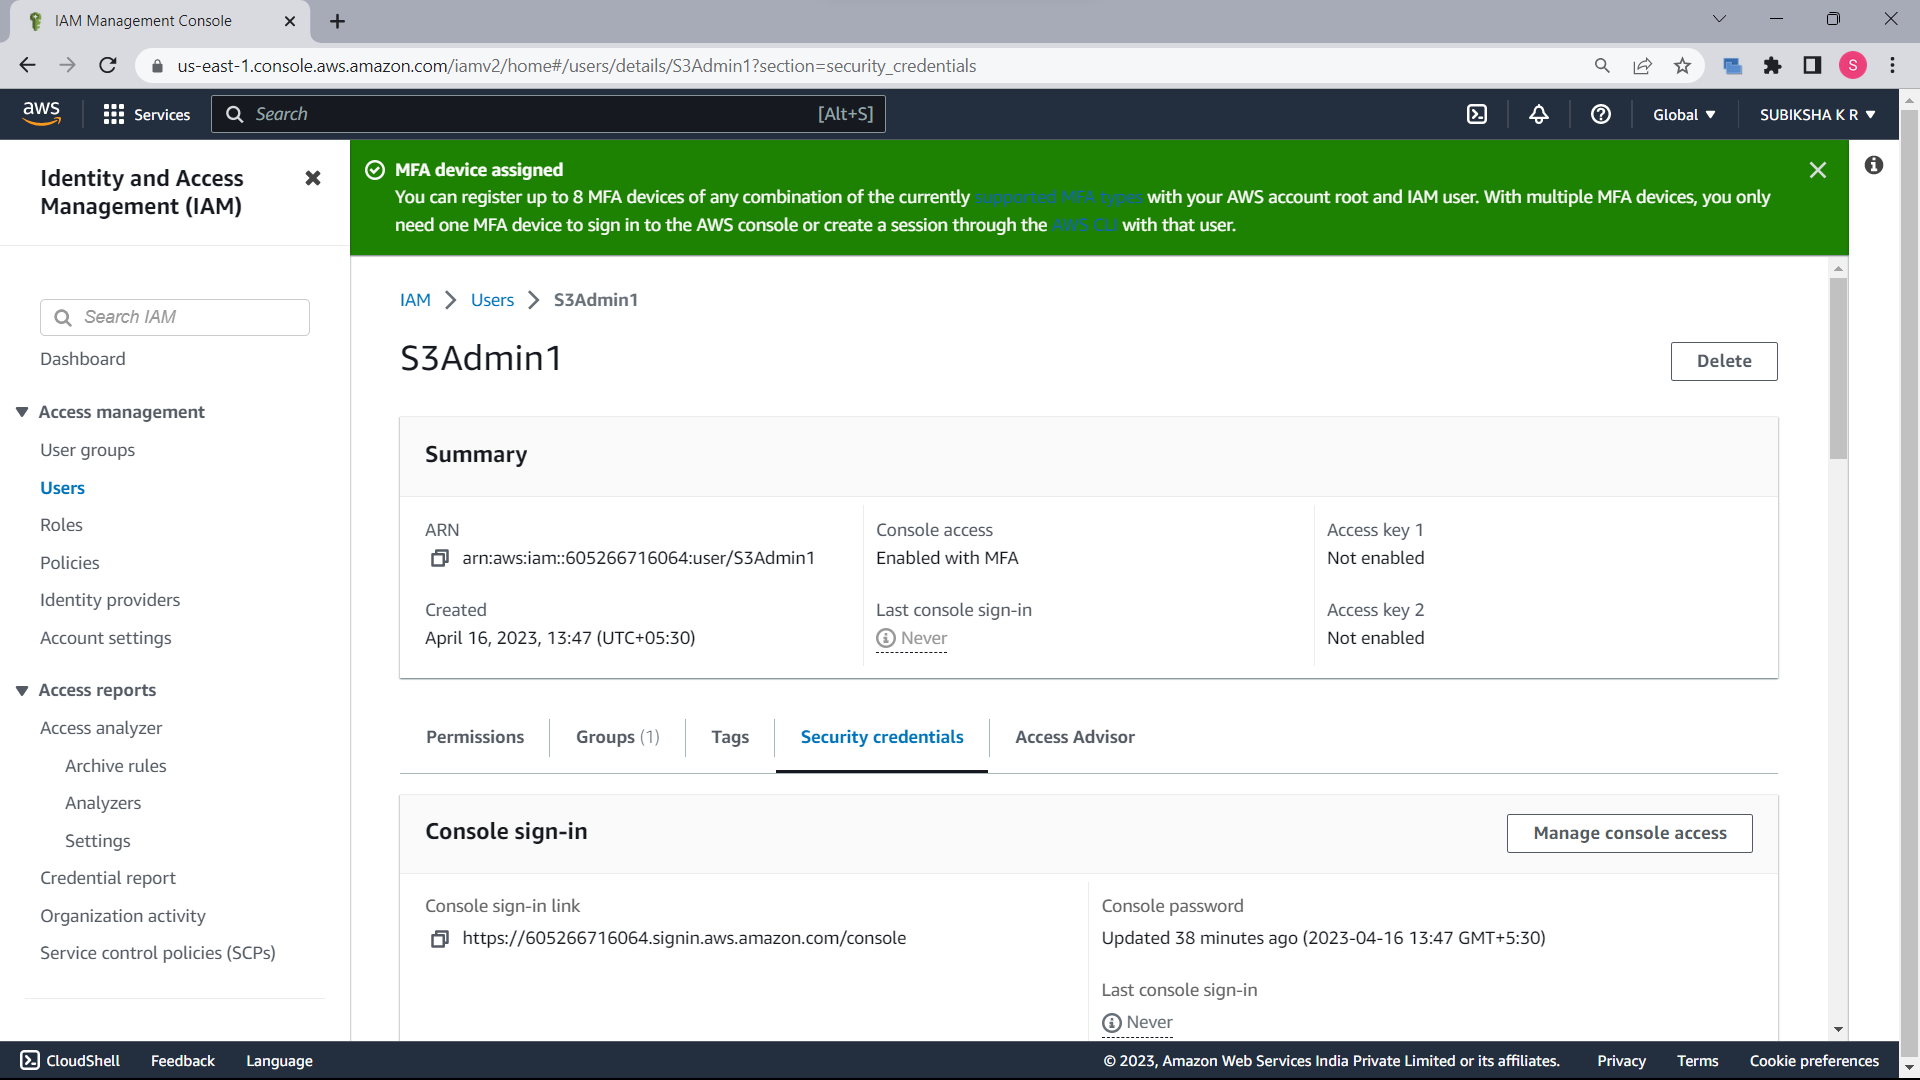 IAM Management Console
us-east-1.console.aws.amazon.com/iamv2/home#/users/details/S3Admin1?section=security_credentials
S
aws
Services
Search
[Alt+S]
Global
SUBIKSHA K R
Identity and Access
Management (IAM)
Search IAM
Dashboard
Access management
User groups
Users
Roles
Policies
Identity providers
Account settings
Access reports
Access analyzer
Archive rules
Analyzers
Settings
Credential report
Organization activity
Service control policies (SCPs)
MFA device assigned
You can register up to 8 MFA devices of any combination of the currently supported MFA types with your AWS account root and IAM user. With multiple MFA devices, you only
need one MFA device to sign in to the AWS console or create a session through the AWS CLI with that user.
IAM > Users > S3Admin1
S3Admin1
Delete
Summary
ARN
arn:aws:iam::605266716064:user/S3Admin1
Created
April 16, 2023, 13:47 (UTC+05:30)
Console access
Enabled with MFA
Last console sign-in
Never
Access key 1
Not enabled
Access key 2
Not enabled
Permissions
Groups (1)
Tags
Security credentials
Access Advisor
Console sign-in
Manage console access
Console sign-in link
https://605266716064.signin.aws.amazon.com/console
Console password
Updated 38 minutes ago (2023-04-16 13:47 GMT+5:30)
Last console sign-in
Never
CloudShell
Feedback
Language
© 2023, Amazon Web Services India Private Limited or its affiliates.
Privacy
Terms
Cookie preferences